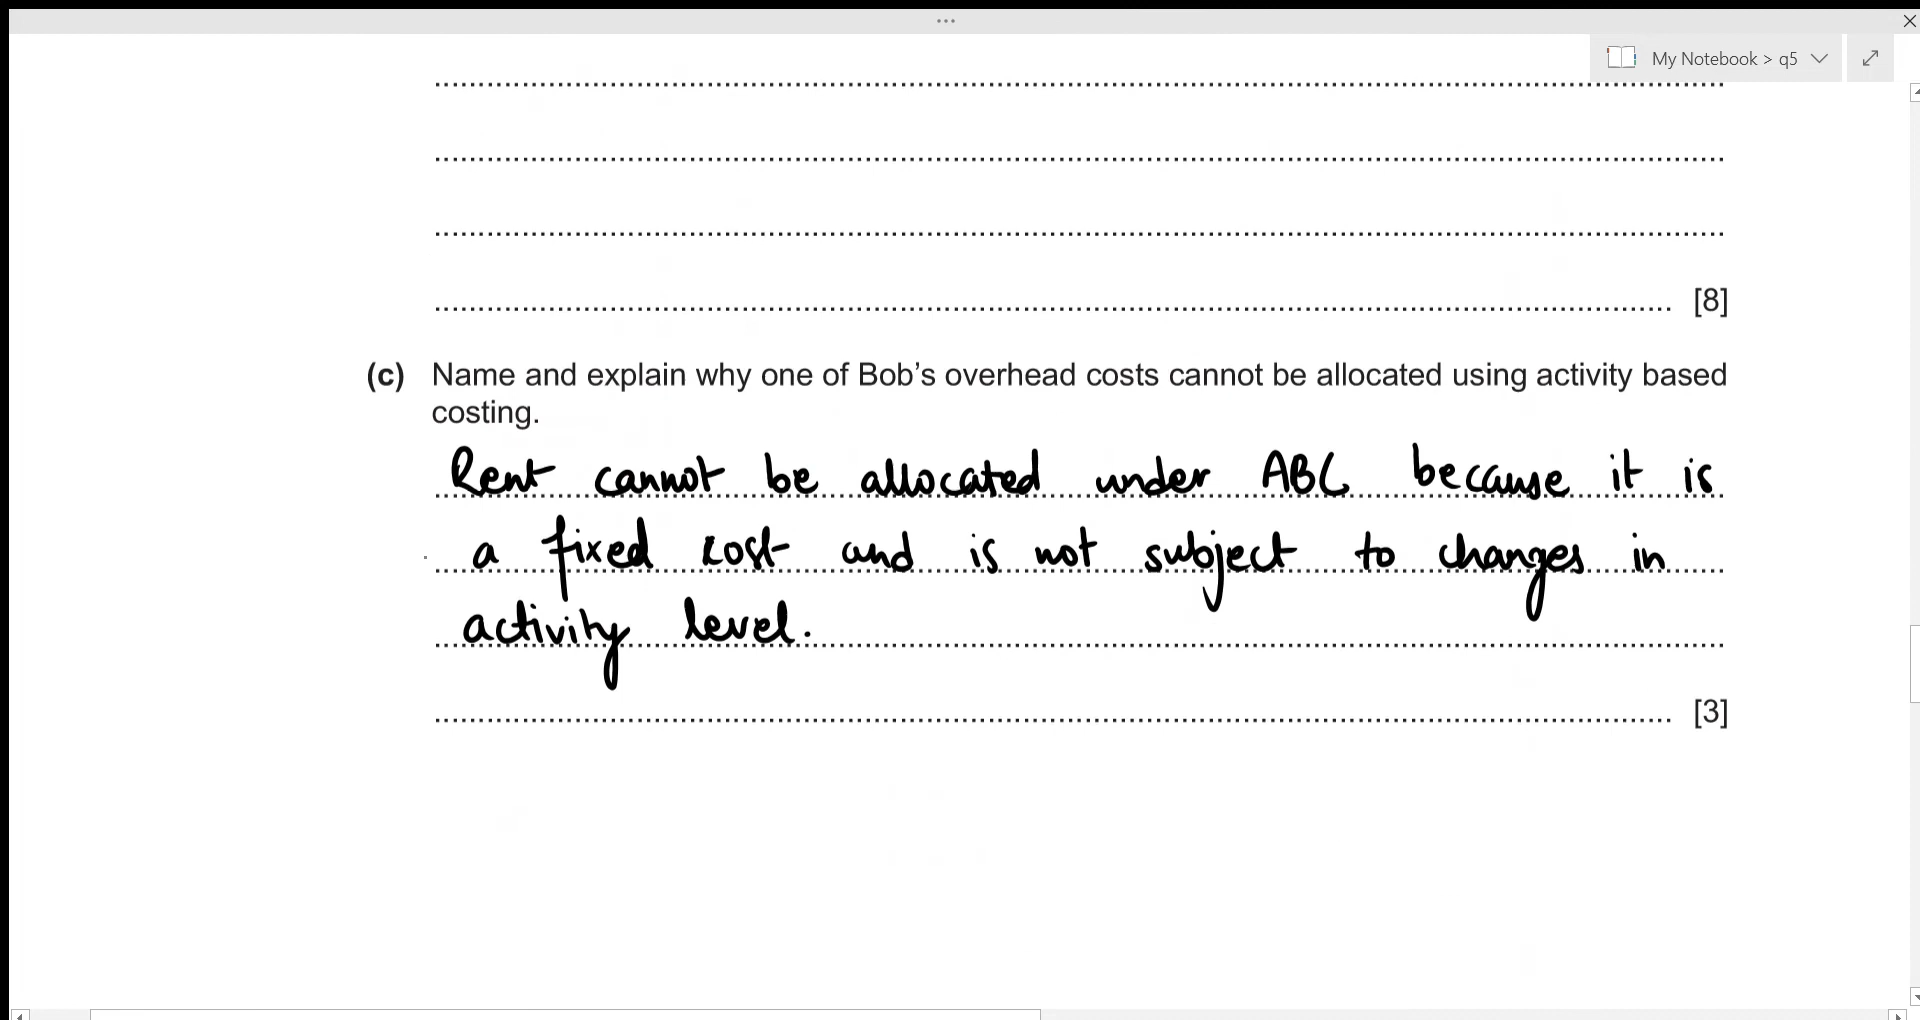 My Notebook > q5
[8]
(c) Name and explain why one of Bob’s overhead costs cannot be allocated using activity based
costing.
Rent cannot be allocated under ABC because it is
a fixed cost and is not subject to changes in
activity level.
[3]